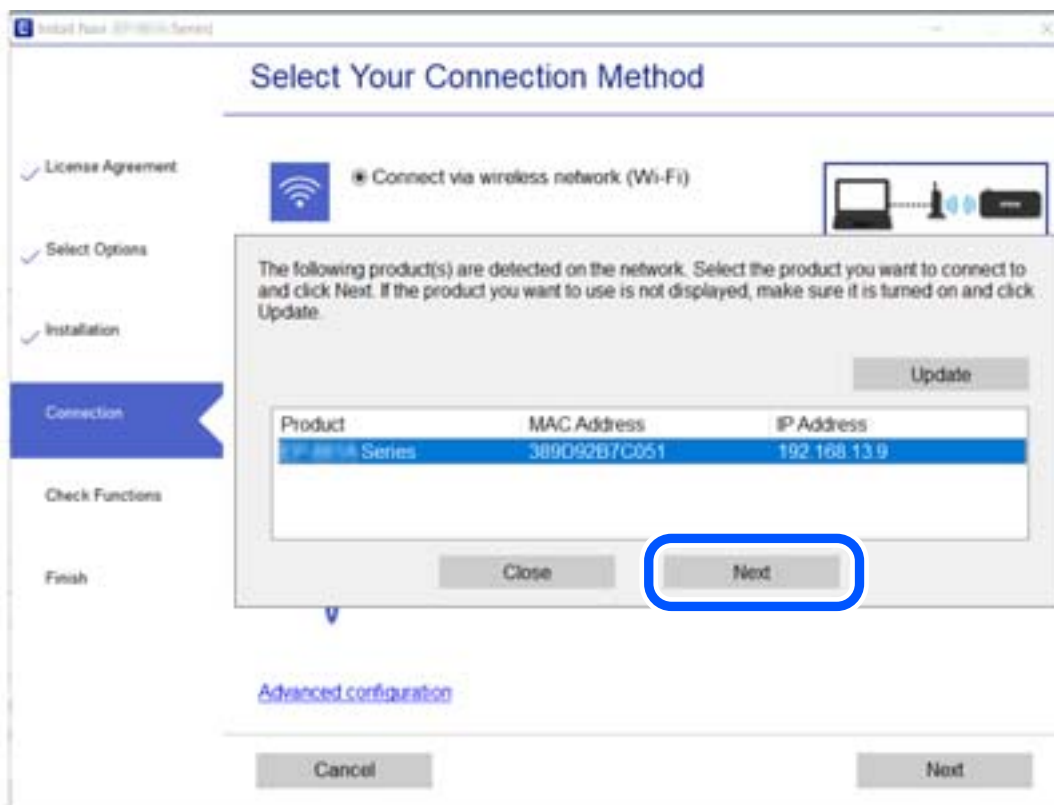 Select Your Connection Method
License Agreement
Select Options
Installation
Connection
Check Functions
Finish
Connect via wireless network (Wi-Fi)
The following product(s) are detected on the network. Select the product you want to connect to
and click Next. If the product you want to use is not displayed, make sure it is turned on and click
Update.
Update
Product MAC Address IP Address
Series 389D92B7C051 192.168.13.9
Close Next
Advanced configuration
Cancel Next